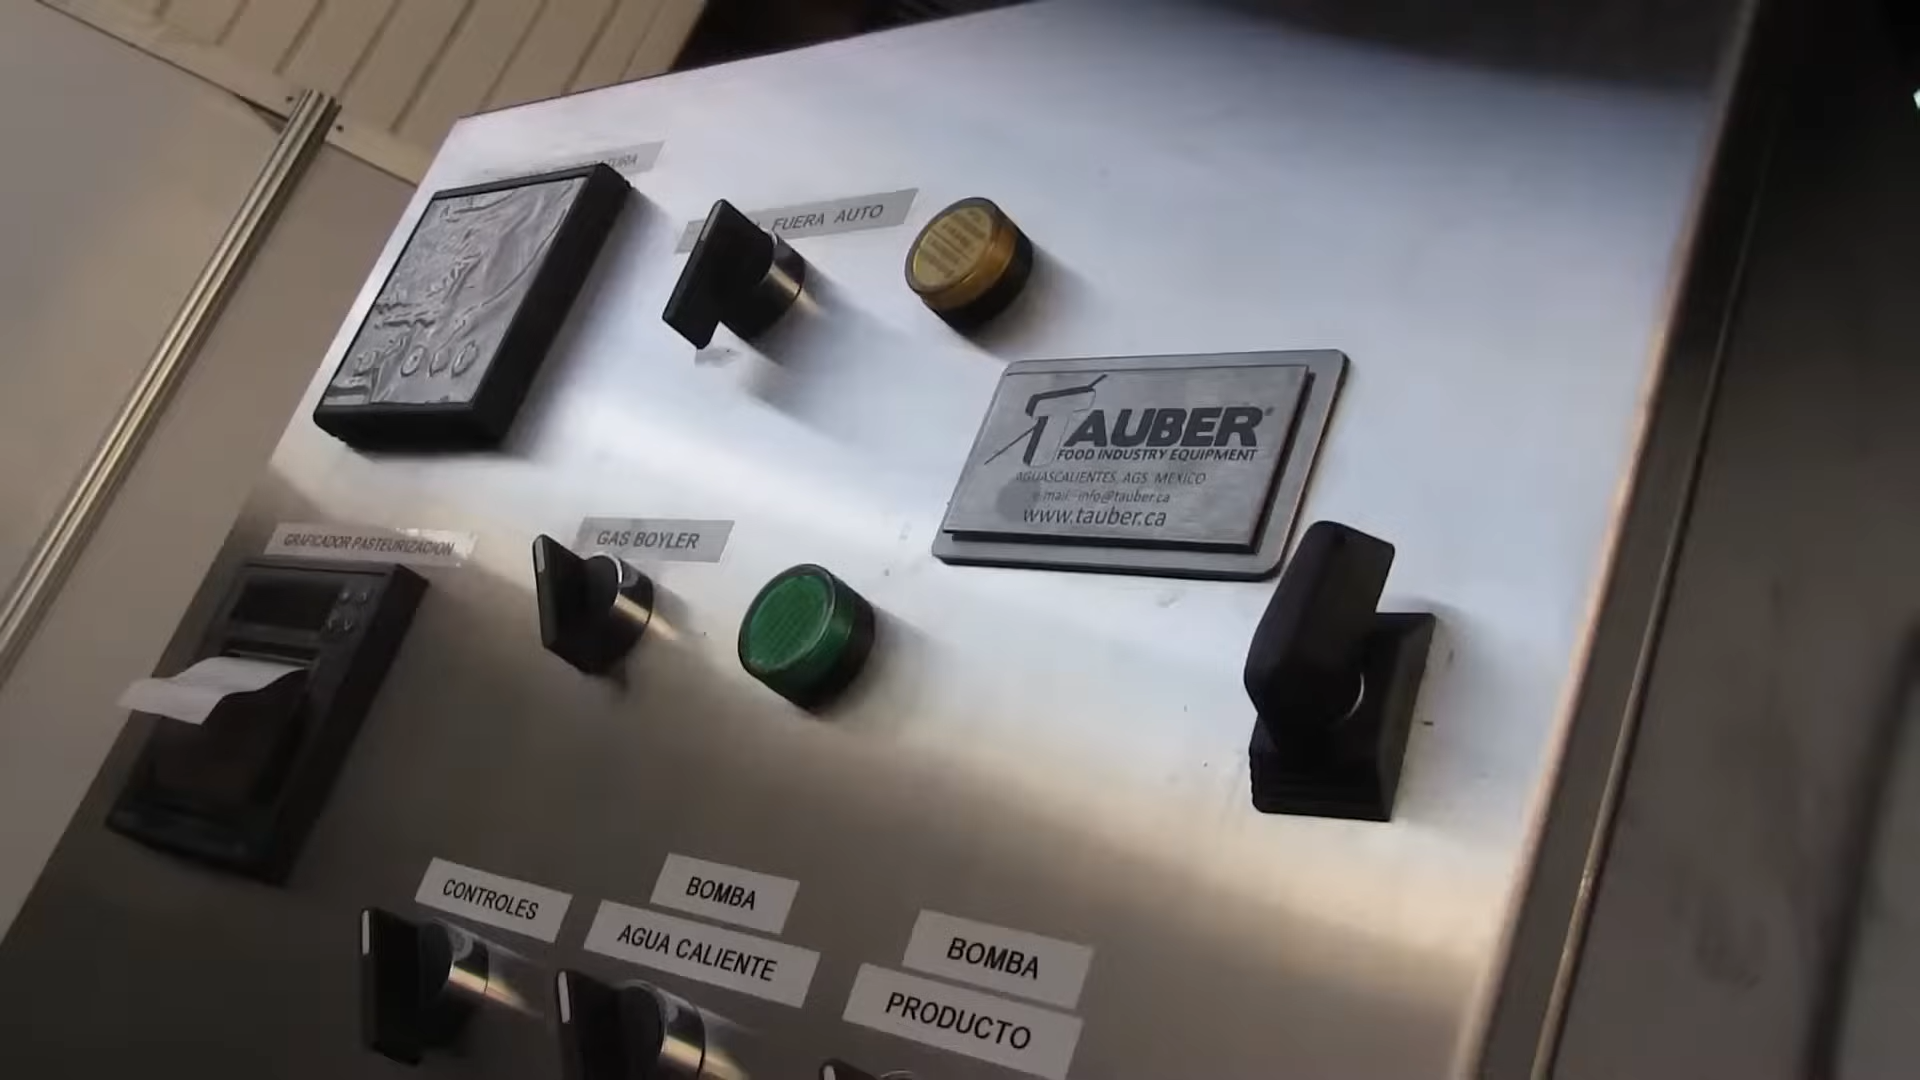 FUERA AUTO
TAUBER®
FOOD INDUSTRY EQUIPMENT
AGUASCALIENTES, AGS. MEXICO
e mail - info@tauber.ca
www.tauber.ca
GRAFICADOR PASTEURIZACION
GAS BOYLER
CONTROLES
BOMBA
AGUA CALIENTE
BOMBA
PRODUCTO